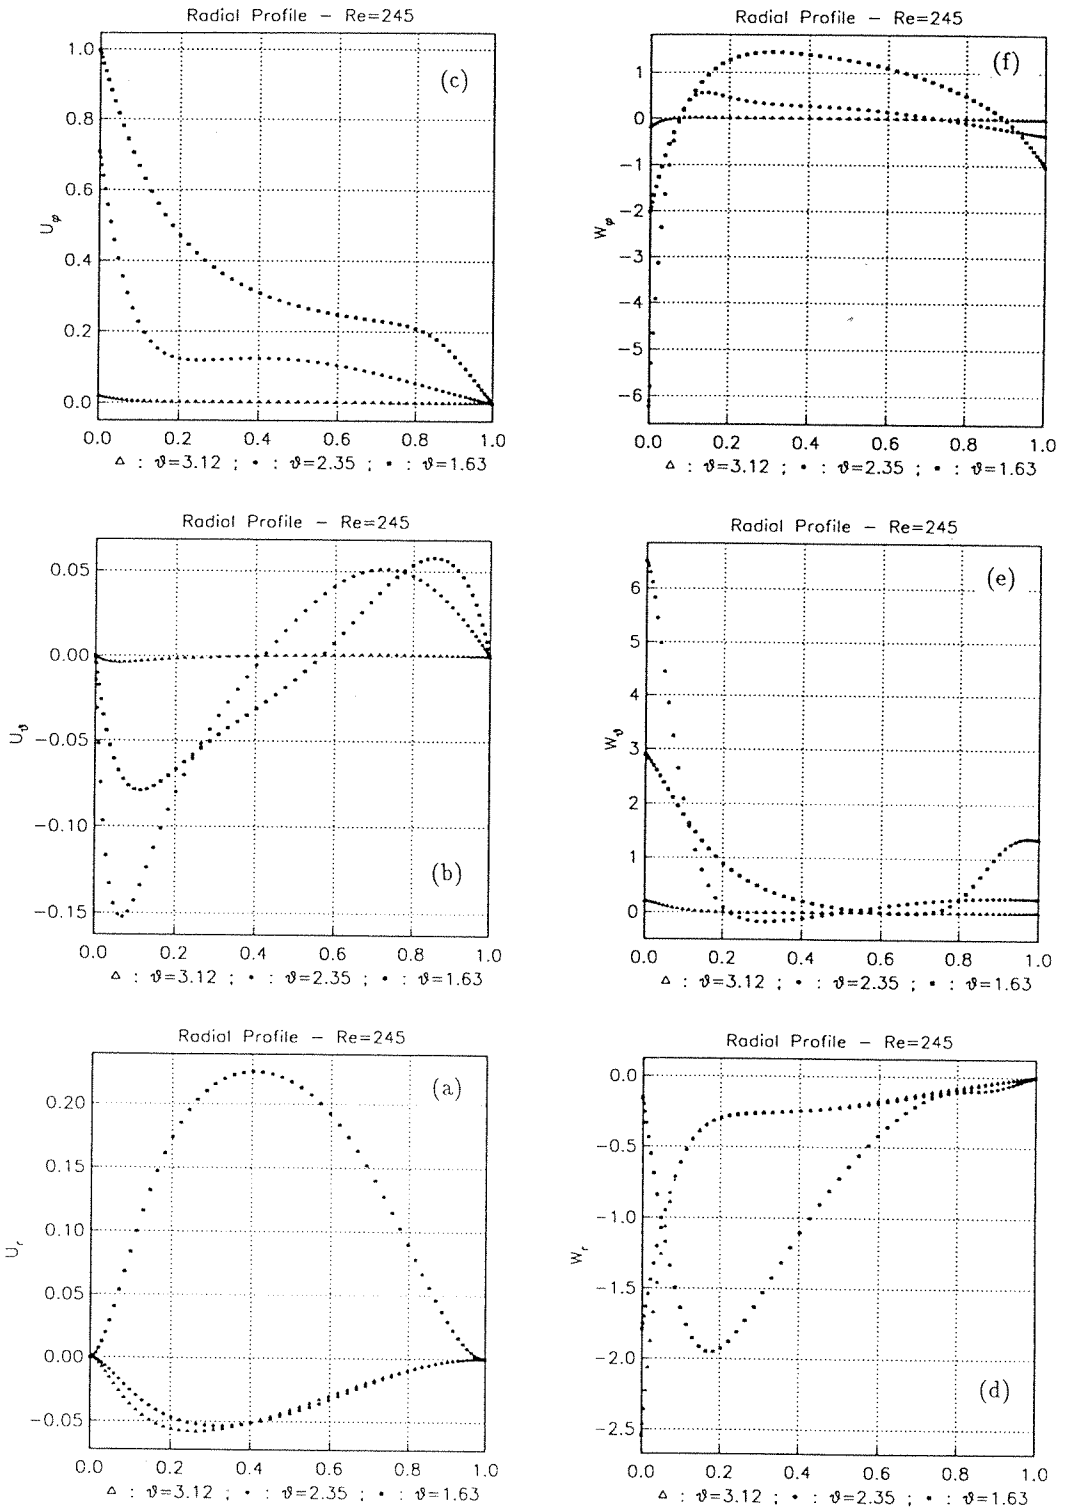 Radial Profile − Re=245
(c)
1.0
0.8
0.6
0.4
0.2
0.0
U_φ
0.0 0.2 0.4 0.6 0.8 1.0
△ : ϑ=3.12 ; • : ϑ=2.35 ; ▪ : ϑ=1.63
Radial Profile − Re=245
(f)
1
0
−1
−2
−3
−4
−5
−6
W_φ
0.0 0.2 0.4 0.6 0.8 1.0
△ : ϑ=3.12 ; • : ϑ=2.35 ; ▪ : ϑ=1.63
Radial Profile − Re=245
0.05
0.00
−0.05
−0.10
−0.15
U_ϑ
(b)
0.0 0.2 0.4 0.6 0.8 1.0
△ : ϑ=3.12 ; • : ϑ=2.35 ; • : ϑ=1.63
Radial Profile − Re=245
(e)
6
5
4
3
2
1
0
W_ϑ
0.0 0.2 0.4 0.6 0.8 1.0
△ : ϑ=3.12 ; • : ϑ=2.35 ; ▪ : ϑ=1.63
Radial Profile − Re=245
(a)
0.20
0.15
0.10
0.05
0.00
−0.05
U_r
0.0 0.2 0.4 0.6 0.8 1.0
△ : ϑ=3.12 ; • : ϑ=2.35 ; • : ϑ=1.63
Radial Profile − Re=245
0.0
−0.5
−1.0
−1.5
−2.0
−2.5
W_r
(d)
0.0 0.2 0.4 0.6 0.8 1.0
△ : ϑ=3.12 ; • : ϑ=2.35 ; • : ϑ=1.63